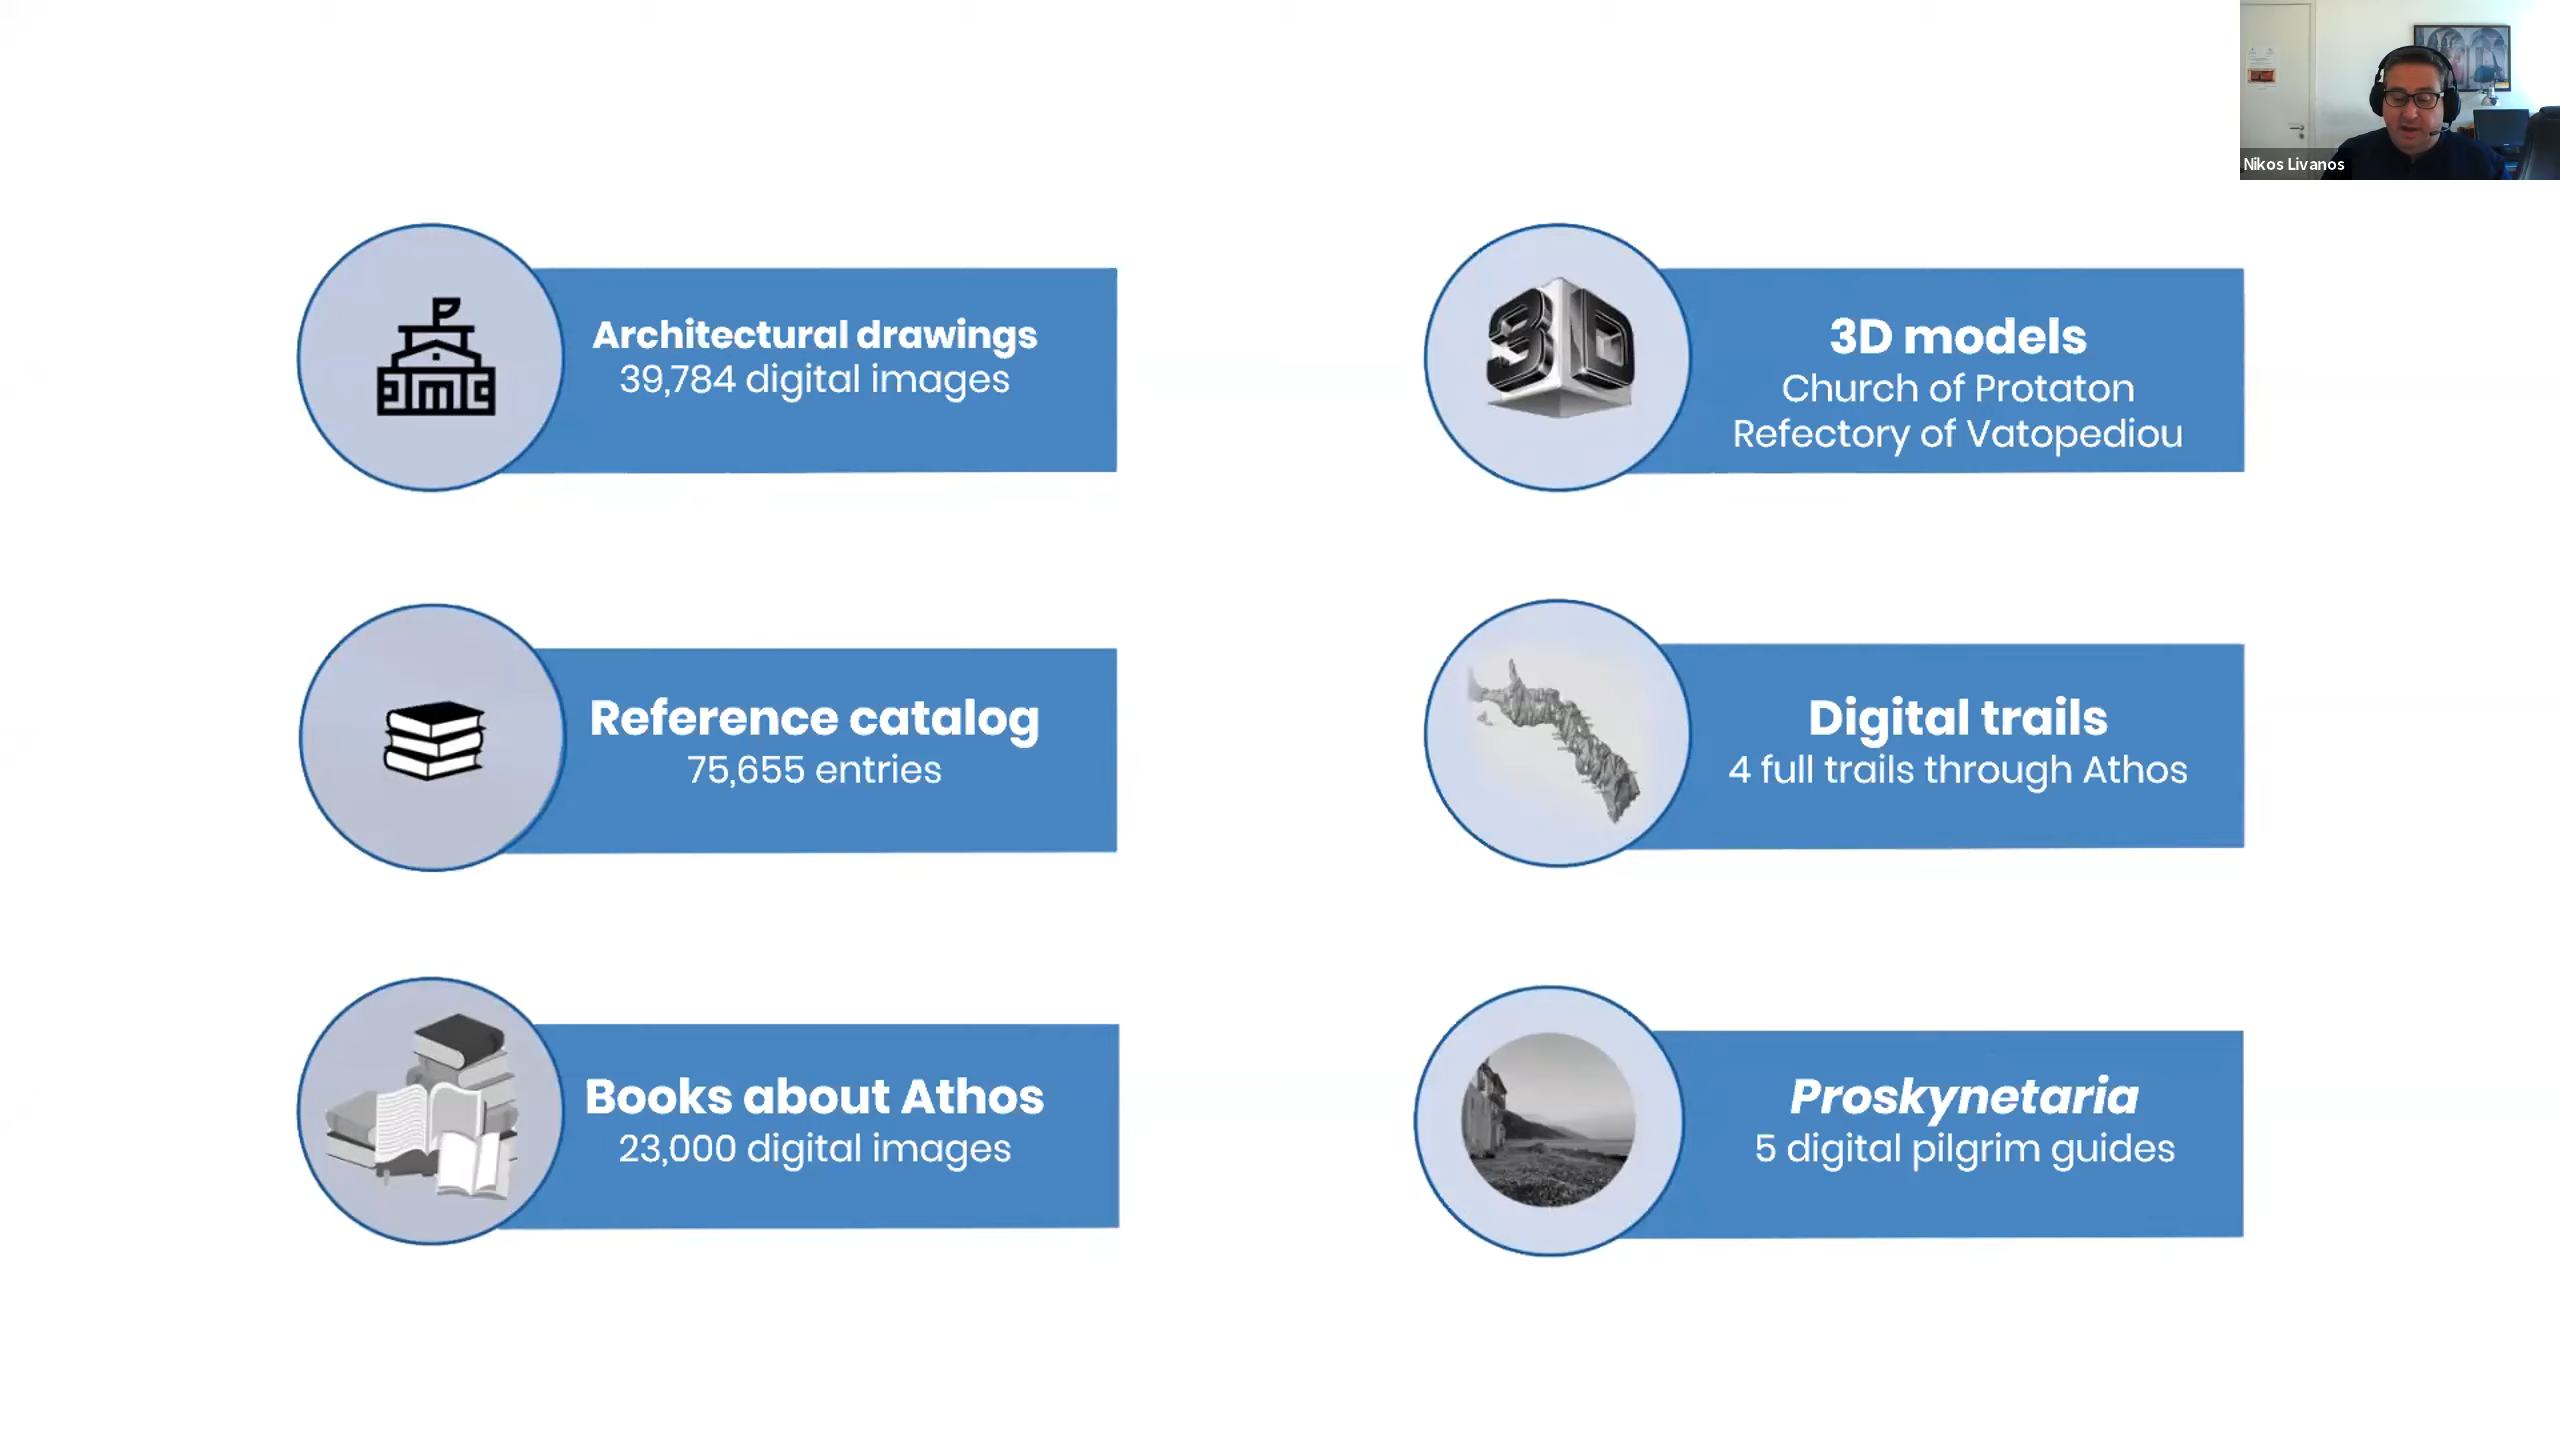 Nikos Livanos
Architectural drawings
39,784 digital images
3D models
Church of Protaton
Refectory of Vatopediou
3D
Reference catalog
75,655 entries
Digital trails
4 full trails through Athos
Books about Athos
23,000 digital images
Proskynetaria
5 digital pilgrim guides